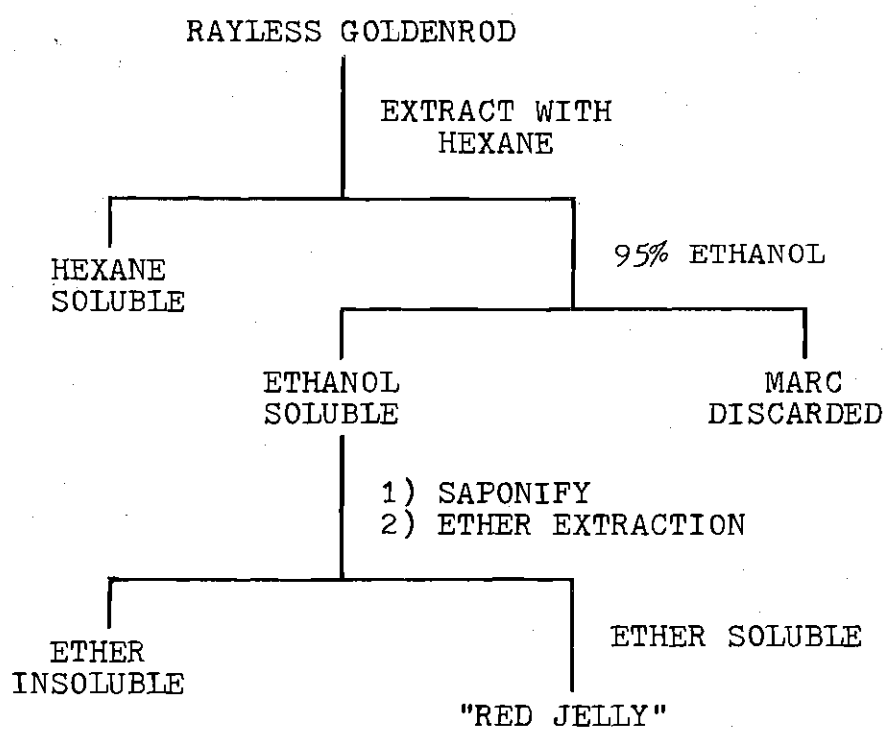 RAYLESS GOLDENROD
EXTRACT WITH
HEXANE
HEXANE
SOLUBLE
95% ETHANOL
ETHANOL
SOLUBLE
MARC
DISCARDED
1) SAPONIFY
2) ETHER EXTRACTION
ETHER
INSOLUBLE
ETHER SOLUBLE
"RED JELLY"